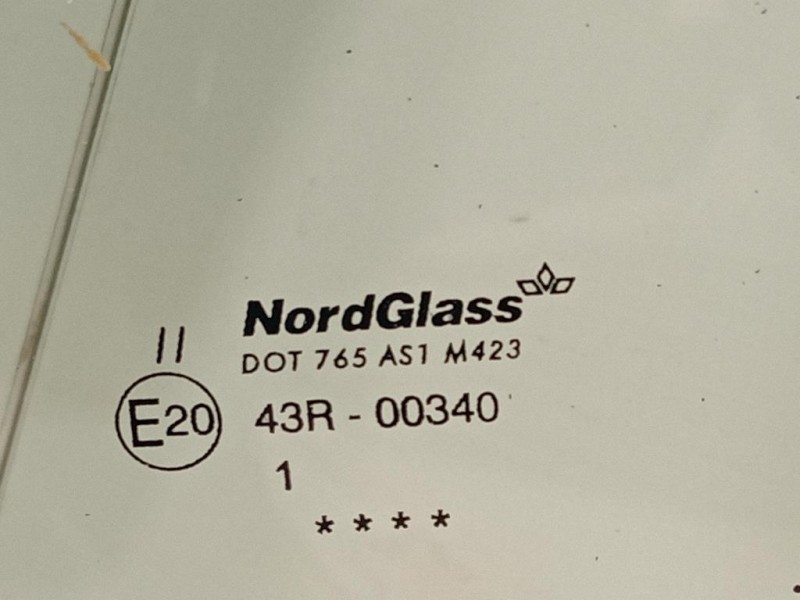 NordGlass
II
DOT 765 AS1 M423
E20 43R - 00340
1
* * * *